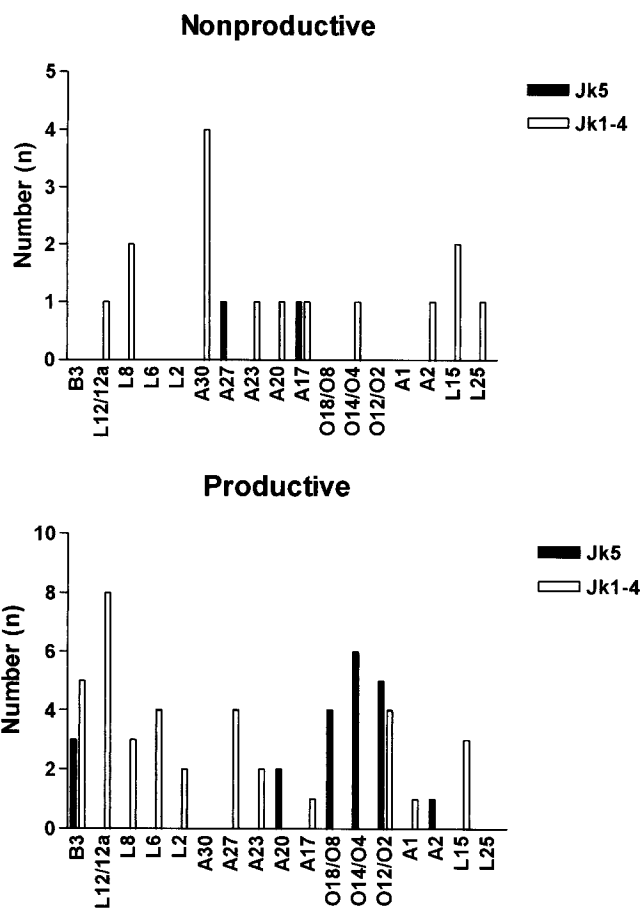 Nonproductive
Number (n)
5
4
3
2
1
0
Jk5
Jk1-4
B3
L12/12a
L8
L6
L2
A30
A27
A23
A20
A17
O18/O8
O14/O4
O12/O2
A1
A2
L15
L25
Productive
Number (n)
10
8
6
4
2
0
Jk5
Jk1-4
B3
L12/12a
L8
L6
L2
A30
A27
A23
A20
A17
O18/O8
O14/O4
O12/O2
A1
A2
L15
L25